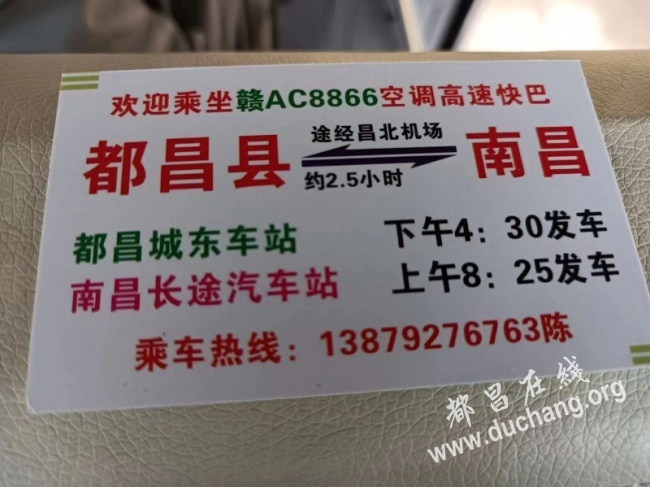 欢迎乘坐赣AC8866空调高速快巴
都昌县 途经昌北机场 南昌
约2.5小时
都昌城东车站 下午4：30发车
南昌长途汽车站 上午8：25发车
乘车热线：13879276763陈
都昌在线
www.duchang.org